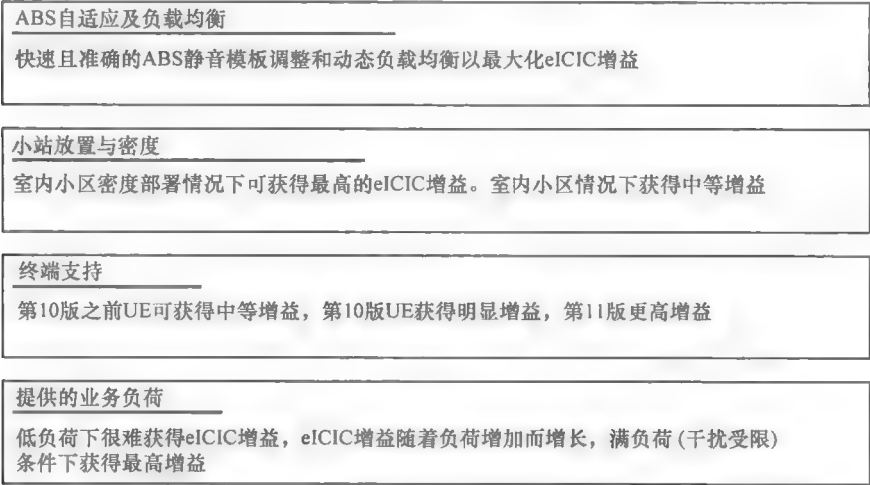 ABS自适应及负载均衡
快速且准确的ABS静音模板调整和动态负载均衡以最大化eICIC增益
小站放置与密度
室内小区密度部署情况下可获得最高的eICIC增益。室内小区情况下获得中等增益
终端支持
第10版之前UE可获得中等增益，第10版UE获得明显增益，第11版更高增益
提供的业务负荷
低负荷下很难获得eICIC增益，eICIC增益随着负荷增加而增长，满负荷(干扰受限)
条件下获得最高增益